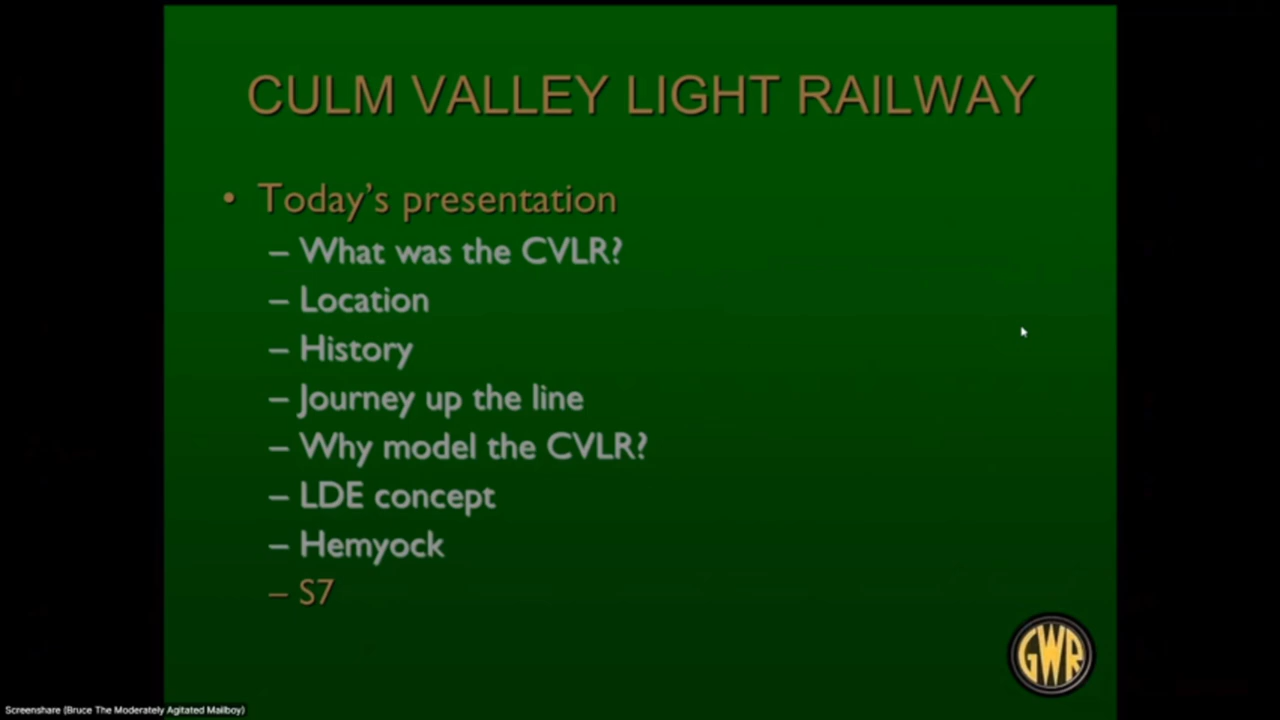 CULM VALLEY LIGHT RAILWAY
• Today's presentation
– What was the CVLR?
– Location
– History
– Journey up the line
– Why model the CVLR?
– LDE concept
– Hemyock
– S7
GWR
Screenshare (Bruce The Moderately Agitated Mailboy)